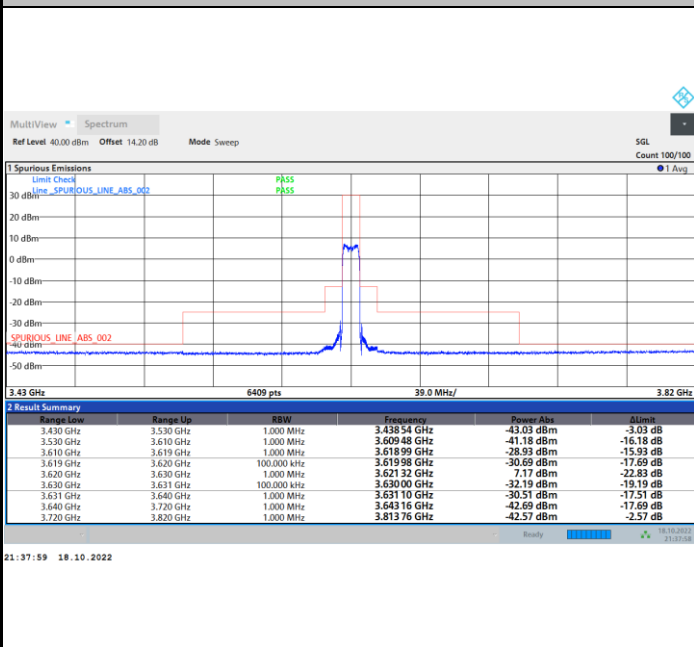 MultiView Spectrum
Ref Level 40.00 dBm Offset 14.20 dB Mode Sweep SGL
Count 100/100
1 Spurious Emissions 1 Avg
Limit Check PASS
Line _SPURIOUS_LINE_ABS_002 PASS
30 dBm
20 dBm
10 dBm
0 dBm
-10 dBm
-20 dBm
-30 dBm
SPURIOUS_LINE_ABS_002
-40 dBm
-50 dBm
3.43 GHz 6409 pts 39.0 MHz/ 3.82 GHz
2 Result Summary
Range Low Range Up RBW Frequency Power Abs ΔLimit
3.430 GHz 3.530 GHz 1.000 MHz 3.438 54 GHz -43.03 dBm -3.03 dB
3.530 GHz 3.610 GHz 1.000 MHz 3.609 48 GHz -41.18 dBm -16.18 dB
3.610 GHz 3.619 GHz 1.000 MHz 3.618 99 GHz -28.93 dBm -15.93 dB
3.619 GHz 3.620 GHz 100.000 kHz 3.619 98 GHz -30.69 dBm -17.69 dB
3.620 GHz 3.630 GHz 1.000 MHz 3.621 32 GHz 7.17 dBm -22.83 dB
3.630 GHz 3.631 GHz 100.000 kHz 3.630 00 GHz -32.19 dBm -19.19 dB
3.631 GHz 3.640 GHz 1.000 MHz 3.631 10 GHz -30.51 dBm -17.51 dB
3.640 GHz 3.720 GHz 1.000 MHz 3.643 16 GHz -42.69 dBm -17.69 dB
3.720 GHz 3.820 GHz 1.000 MHz 3.813 76 GHz -42.57 dBm -2.57 dB
Ready 18.10.2022
21:37:58
21:37:59 18.10.2022